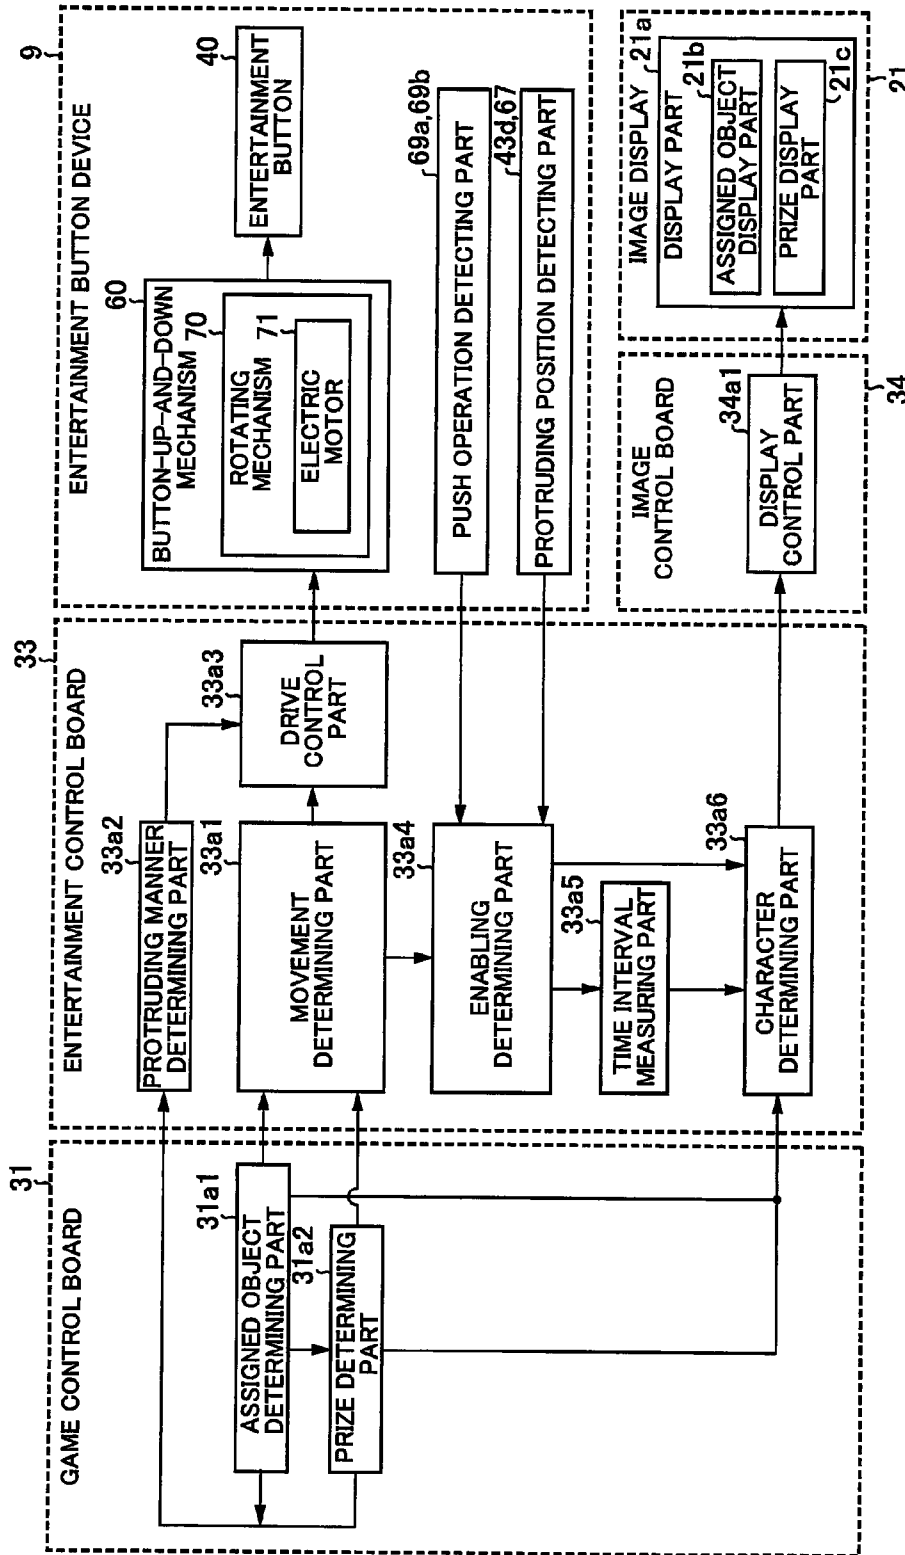 GAME CONTROL BOARD
31
31a1
ASSIGNED OBJECT
DETERMINING PART
31a2
PRIZE DETERMINING
PART
ENTERTAINMENT CONTROL BOARD
33
33a2
PROTRUDING MANNER
DETERMINING PART
33a1
MOVEMENT
DETERMINING PART
33a3
DRIVE
CONTROL
PART
33a4
ENABLING
DETERMINING PART
33a5
TIME INTERVAL
MEASURING PART
33a6
CHARACTER
DETERMINING PART
ENTERTAINMENT BUTTON DEVICE
9
60
BUTTON-UP-AND-DOWN
MECHANISM
70
ROTATING
MECHANISM
71
ELECTRIC
MOTOR
40
ENTERTAINMENT
BUTTON
69a,69b
PUSH OPERATION DETECTING PART
43d,67
PROTRUDING POSITION DETECTING PART
IMAGE
CONTROL BOARD
34a1
DISPLAY
CONTROL PART
34
IMAGE DISPLAY
DISPLAY PART
21a
21b
ASSIGNED OBJECT
DISPLAY PART
PRIZE DISPLAY
PART
21c
21